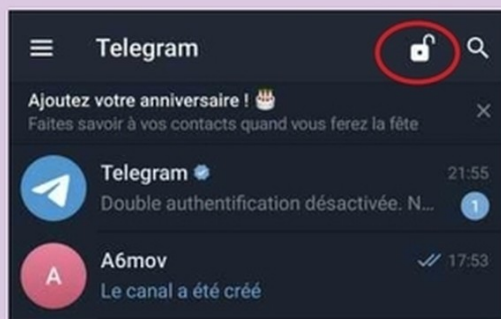 Telegram
Ajoutez votre anniversaire ! 🎂
Faites savoir à vos contacts quand vous ferez la fête
Telegram
21:55
Double authentification désactivée. N...
1
A
A6mov
17:53
Le canal a été créé